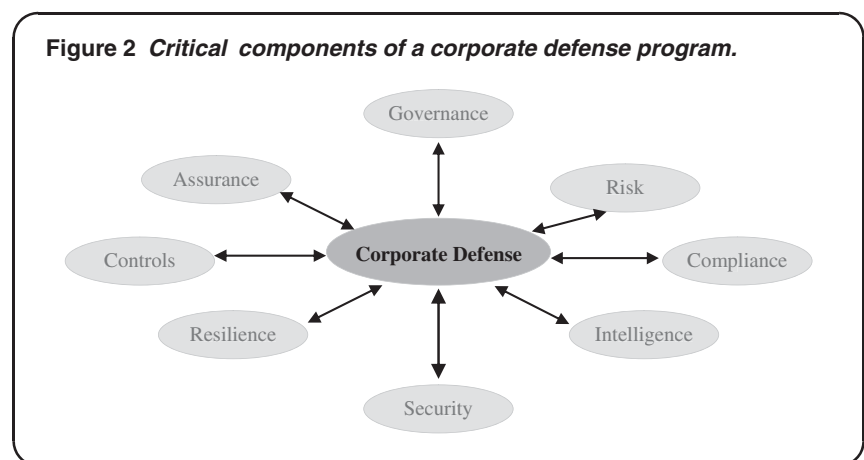 Figure 2 Critical components of a corporate defense program.
Governance
Assurance
Risk
Corporate Defense
Controls
Compliance
Resilience
Intelligence
Security